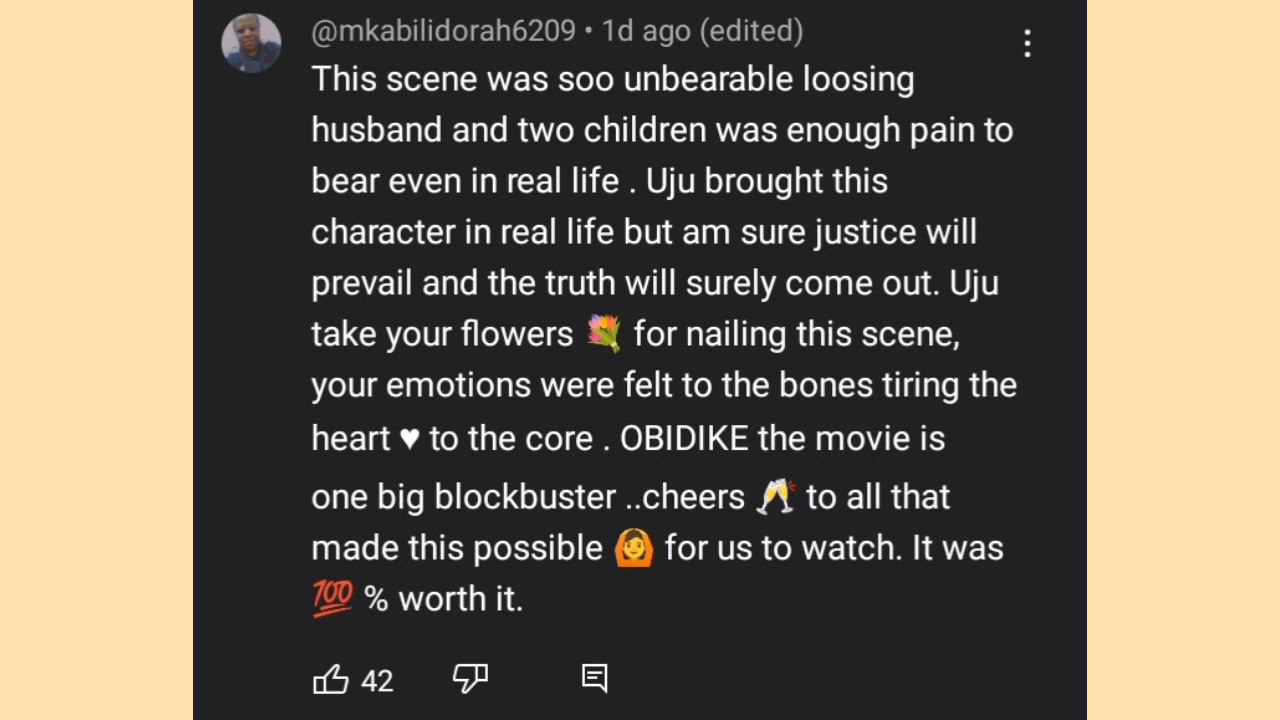 @mkabilidorah6209 • 1d ago (edited)
This scene was soo unbearable loosing
husband and two children was enough pain to
bear even in real life . Uju brought this
character in real life but am sure justice will
prevail and the truth will surely come out. Uju
take your flowers 💐 for nailing this scene,
your emotions were felt to the bones tiring the
heart ♥ to the core . OBIDIKE the movie is
one big blockbuster ..cheers 🥂 to all that
made this possible 🙆 for us to watch. It was
💯 % worth it.
42